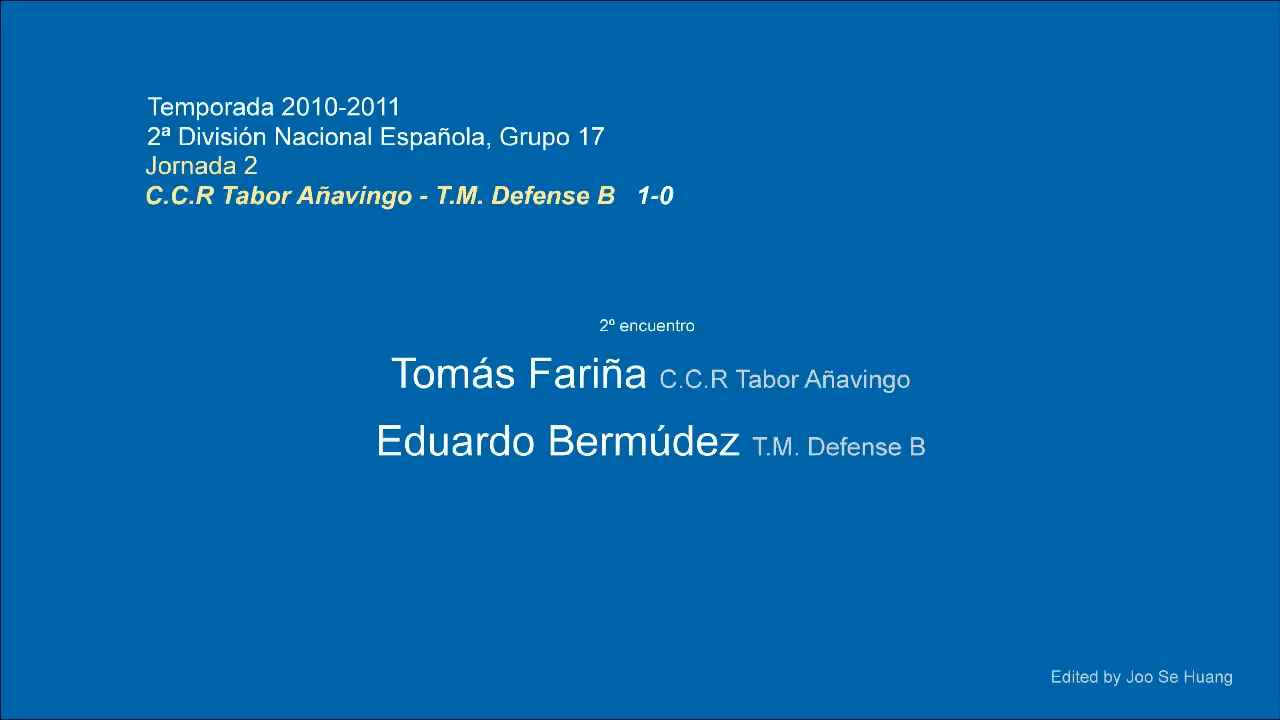 Temporada 2010-2011
2ª División Nacional Española, Grupo 17
Jornada 2
C.C.R Tabor Añavingo - T.M. Defense B 1-0
2º encuentro
Tomás Fariña C.C.R Tabor Añavingo
Eduardo Bermúdez T.M. Defense B
Edited by Joo Se Huang